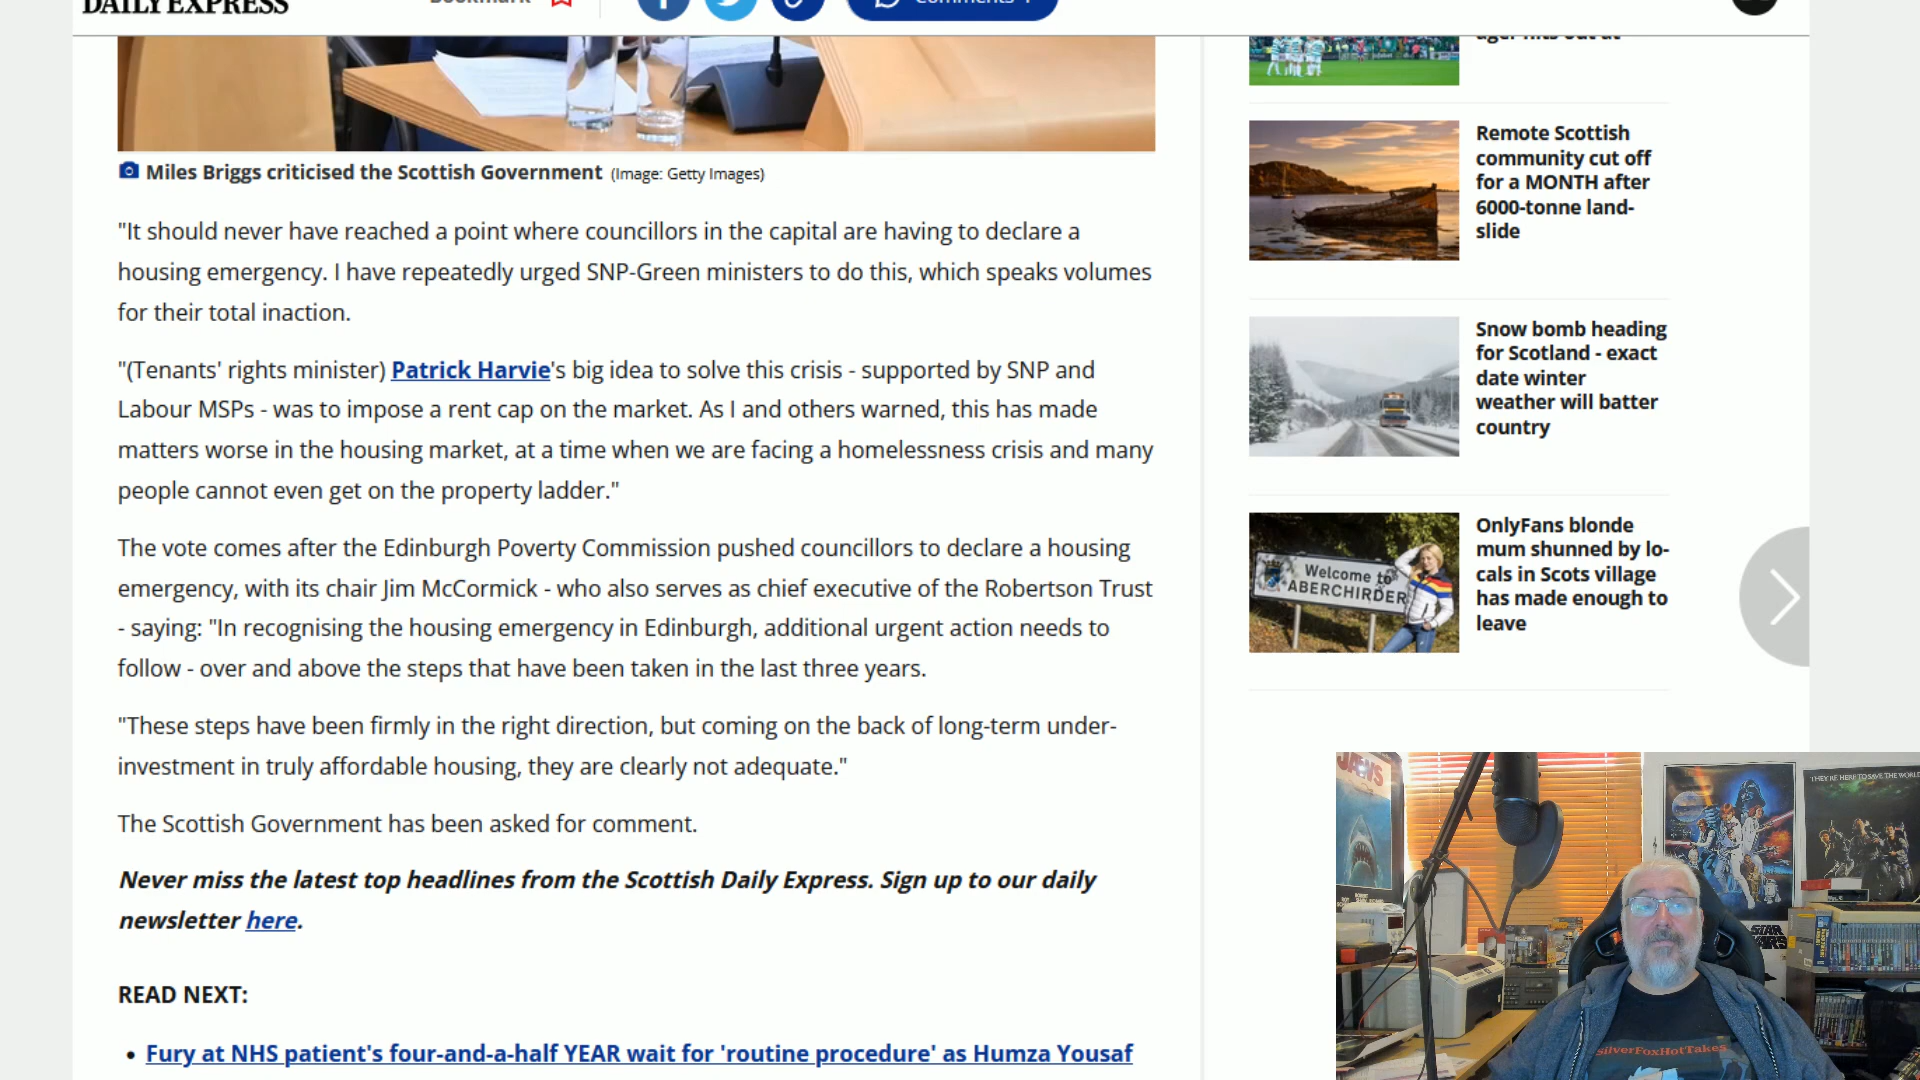 DAILY EXPRESS
Bookmark
Comments
Miles Briggs criticised the Scottish Government (Image: Getty Images)
"It should never have reached a point where councillors in the capital are having to declare a
housing emergency. I have repeatedly urged SNP-Green ministers to do this, which speaks volumes
for their total inaction.
"(Tenants' rights minister) Patrick Harvie's big idea to solve this crisis - supported by SNP and
Labour MSPs - was to impose a rent cap on the market. As I and others warned, this has made
matters worse in the housing market, at a time when we are facing a homelessness crisis and many
people cannot even get on the property ladder."
The vote comes after the Edinburgh Poverty Commission pushed councillors to declare a housing
emergency, with its chair Jim McCormick - who also serves as chief executive of the Robertson Trust
- saying: "In recognising the housing emergency in Edinburgh, additional urgent action needs to
follow - over and above the steps that have been taken in the last three years.
"These steps have been firmly in the right direction, but coming on the back of long-term under-
investment in truly affordable housing, they are clearly not adequate."
The Scottish Government has been asked for comment.
Never miss the latest top headlines from the Scottish Daily Express. Sign up to our daily
newsletter here.
READ NEXT:
• Fury at NHS patient's four-and-a-half YEAR wait for 'routine procedure' as Humza Yousaf
Remote Scottish
community cut off
for a MONTH after
6000-tonne land-
slide
Snow bomb heading
for Scotland - exact
date winter
weather will batter
country
Welcome to
ABERCHIRDER
OnlyFans blonde
mum shunned by lo-
cals in Scots village
has made enough to
leave
JAWS
THEY'RE HERE TO SAVE THE WORLD
STAR
WARS
SilverFoxHotTakes